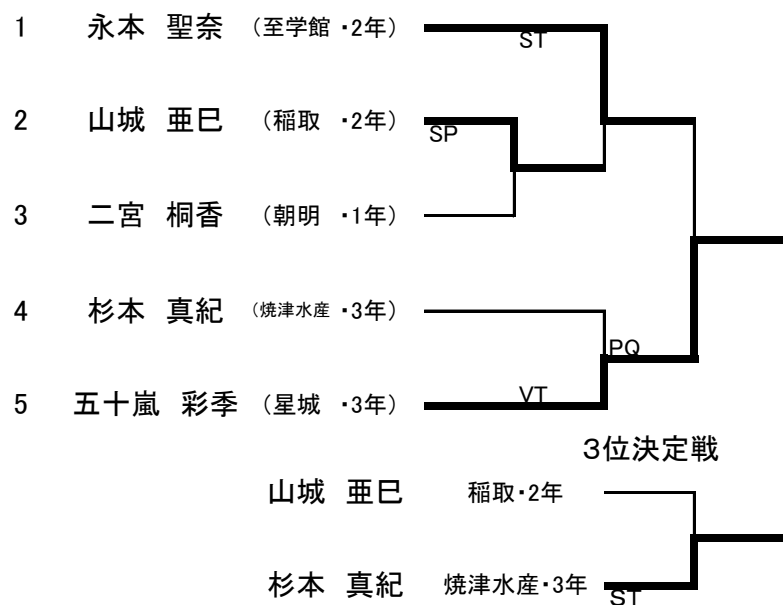 1 永本 聖奈 (至学館 ・2年)
ST
2 山城 亜巳 (稲取 ・2年)
SP
3 二宮 桐香 (朝明 ・1年)
4 杉本 真紀 (焼津水産 ・3年)
PQ
5 五十嵐 彩季 (星城 ・3年)
VT
3位決定戦
山城 亜巳 稲取・2年
杉本 真紀 焼津水産・3年
ST